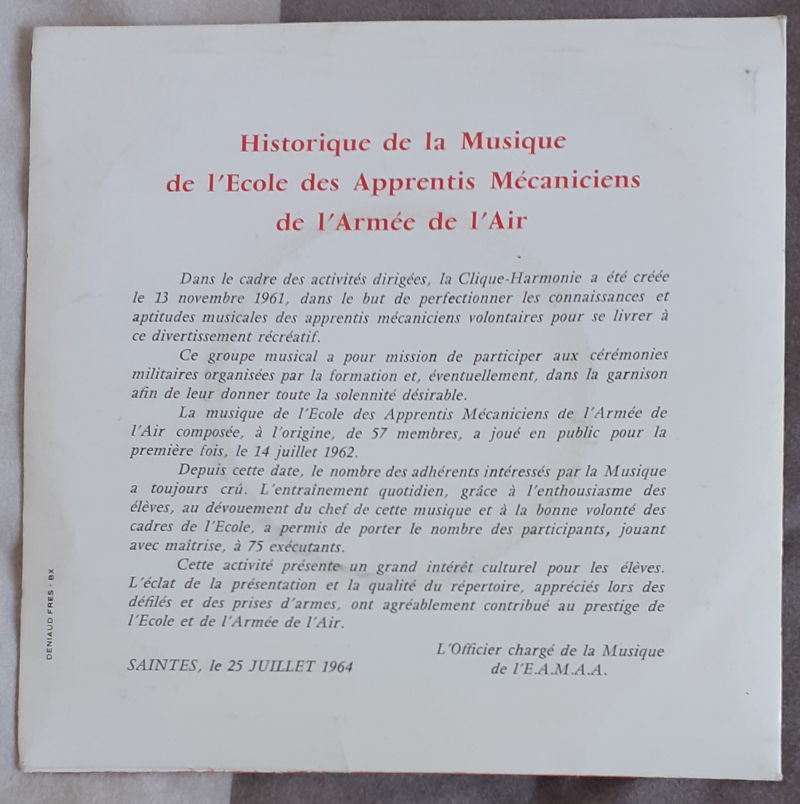 Historique de la Musique
de l'Ecole des Apprentis Mécaniciens
de l'Armée de l'Air
Dans le cadre des activités dirigées, la Clique-Harmonie a été créée
le 13 novembre 1961, dans le but de perfectionner les connaissances et
aptitudes musicales des apprentis mécaniciens volontaires pour se livrer à
ce divertissement récréatif.
Ce groupe musical a pour mission de participer aux cérémonies
militaires organisées par la formation et, éventuellement, dans la garnison
afin de leur donner toute la solennité désirable.
La musique de l'Ecole des Apprentis Mécaniciens de l'Armée de
l'Air composée, à l'origine, de 57 membres, a joué en public pour la
première fois, le 14 juillet 1962.
Depuis cette date, le nombre des adhérents intéressés par la Musique
a toujours crû. L'entraînement quotidien, grâce à l'enthousiasme des
élèves, au dévouement du chef de cette musique et à la bonne volonté des
cadres de l'Ecole, a permis de porter le nombre des participants, jouant
avec maîtrise, à 75 exécutants.
Cette activité présente un grand intérêt culturel pour les élèves.
L'éclat de la présentation et la qualité du répertoire, appréciés lors des
défilés et des prises d'armes, ont agréablement contribué au prestige de
l'Ecole et de l'Armée de l'Air.
L'Officier chargé de la Musique
de l'E.A.M.A.A.
SAINTES, le 25 JUILLET 1964
DENIAUD FRES - BX